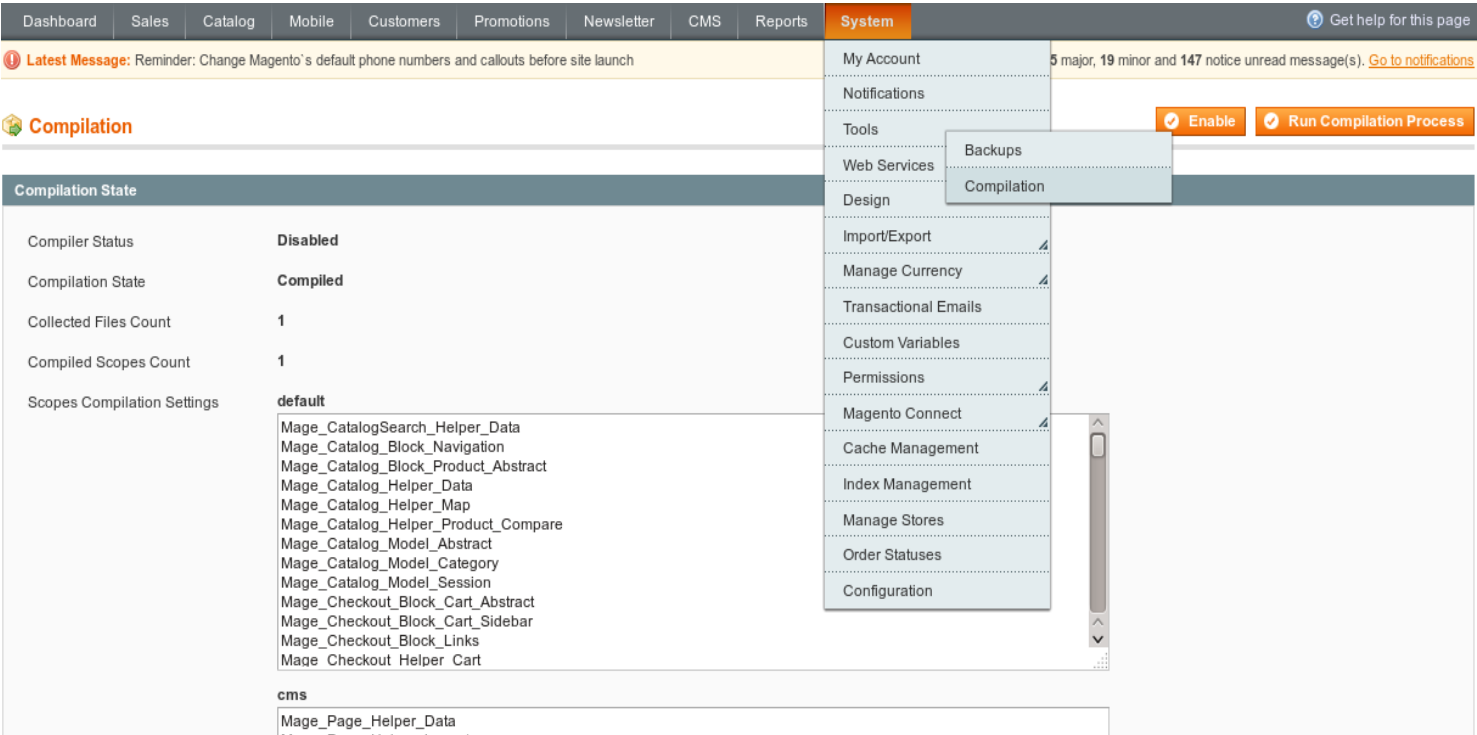 Dashboard Sales Catalog Mobile Customers Promotions Newsletter CMS Reports System Get help for this page
Latest Message: Reminder: Change Magento`s default phone numbers and callouts before site launch
5 major, 19 minor and 147 notice unread message(s). Go to notifications
Compilation
Enable Run Compilation Process
My Account
Notifications
Tools
Web Services
Design
Import/Export
Manage Currency
Transactional Emails
Custom Variables
Permissions
Magento Connect
Cache Management
Index Management
Manage Stores
Order Statuses
Configuration
Backups
Compilation
Compilation State
Compiler Status Disabled
Compilation State Compiled
Collected Files Count 1
Compiled Scopes Count 1
Scopes Compilation Settings default
Mage_CatalogSearch_Helper_Data
Mage_Catalog_Block_Navigation
Mage_Catalog_Block_Product_Abstract
Mage_Catalog_Helper_Data
Mage_Catalog_Helper_Map
Mage_Catalog_Helper_Product_Compare
Mage_Catalog_Model_Abstract
Mage_Catalog_Model_Category
Mage_Catalog_Model_Session
Mage_Checkout_Block_Cart_Abstract
Mage_Checkout_Block_Cart_Sidebar
Mage_Checkout_Block_Links
Mage_Checkout_Helper_Cart
cms
Mage_Page_Helper_Data